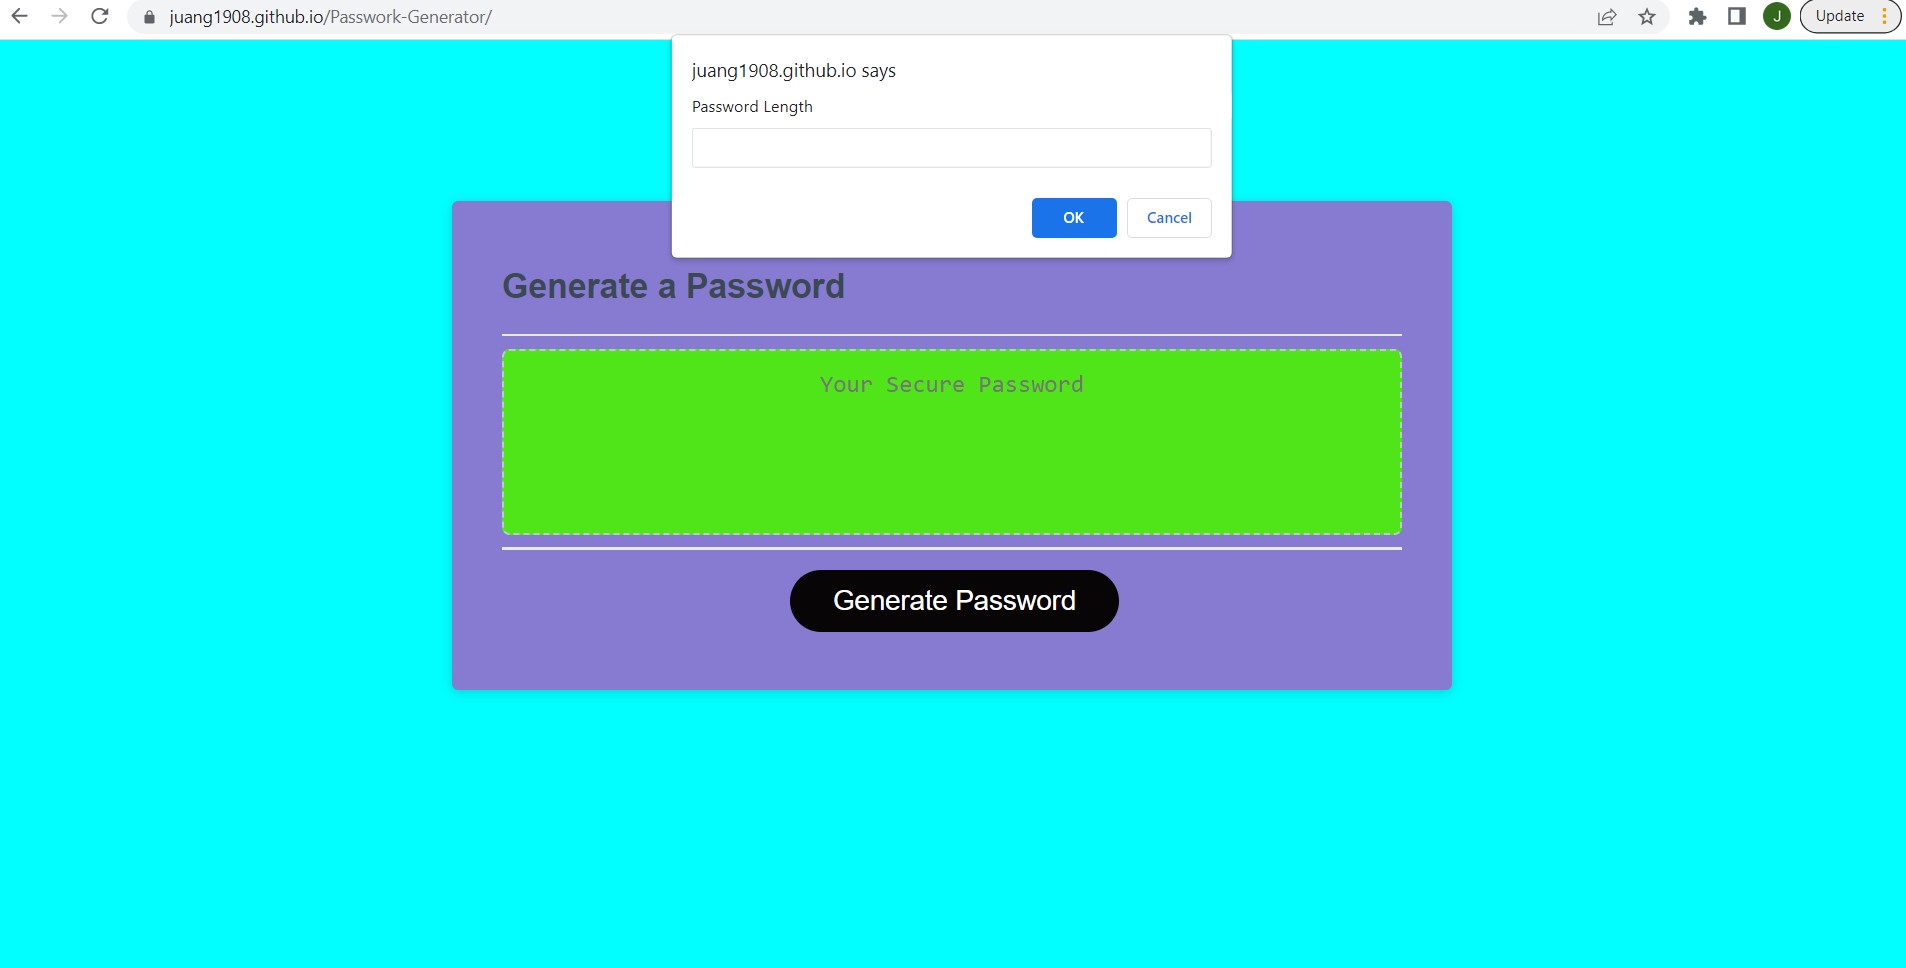 juang1908.github.io/Passwork-Generator/
J
Update
juang1908.github.io says
Password Length
OK
Cancel
Generate a Password
Your Secure Password
Generate Password